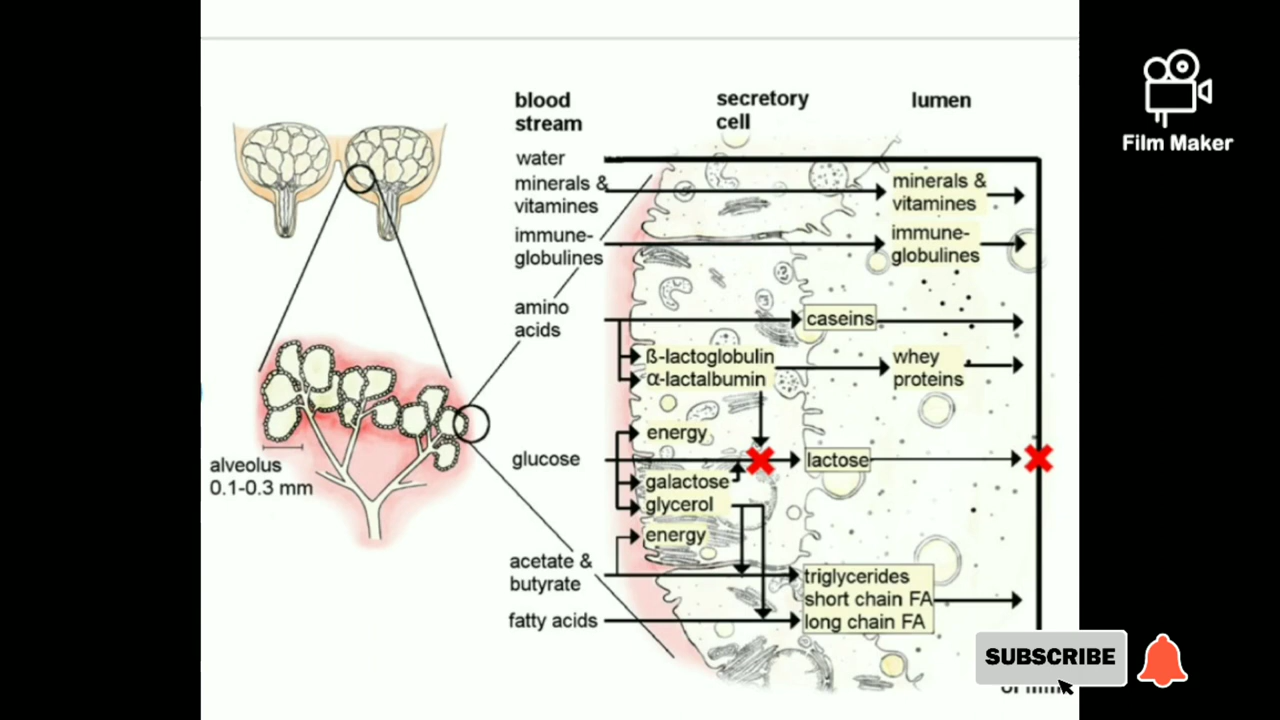 blood
stream
secretory
cell
lumen
Film Maker
water
minerals &
vitamines
minerals &
vitamines
immune-
globulines
immune-
globulines
amino
acids
caseins
ß-lactoglobulin
α-lactalbumin
whey
proteins
energy
glucose
lactose
galactose
glycerol
alveolus
0.1-0.3 mm
energy
acetate &
butyrate
triglycerides
short chain FA
long chain FA
fatty acids
SUBSCRIBE